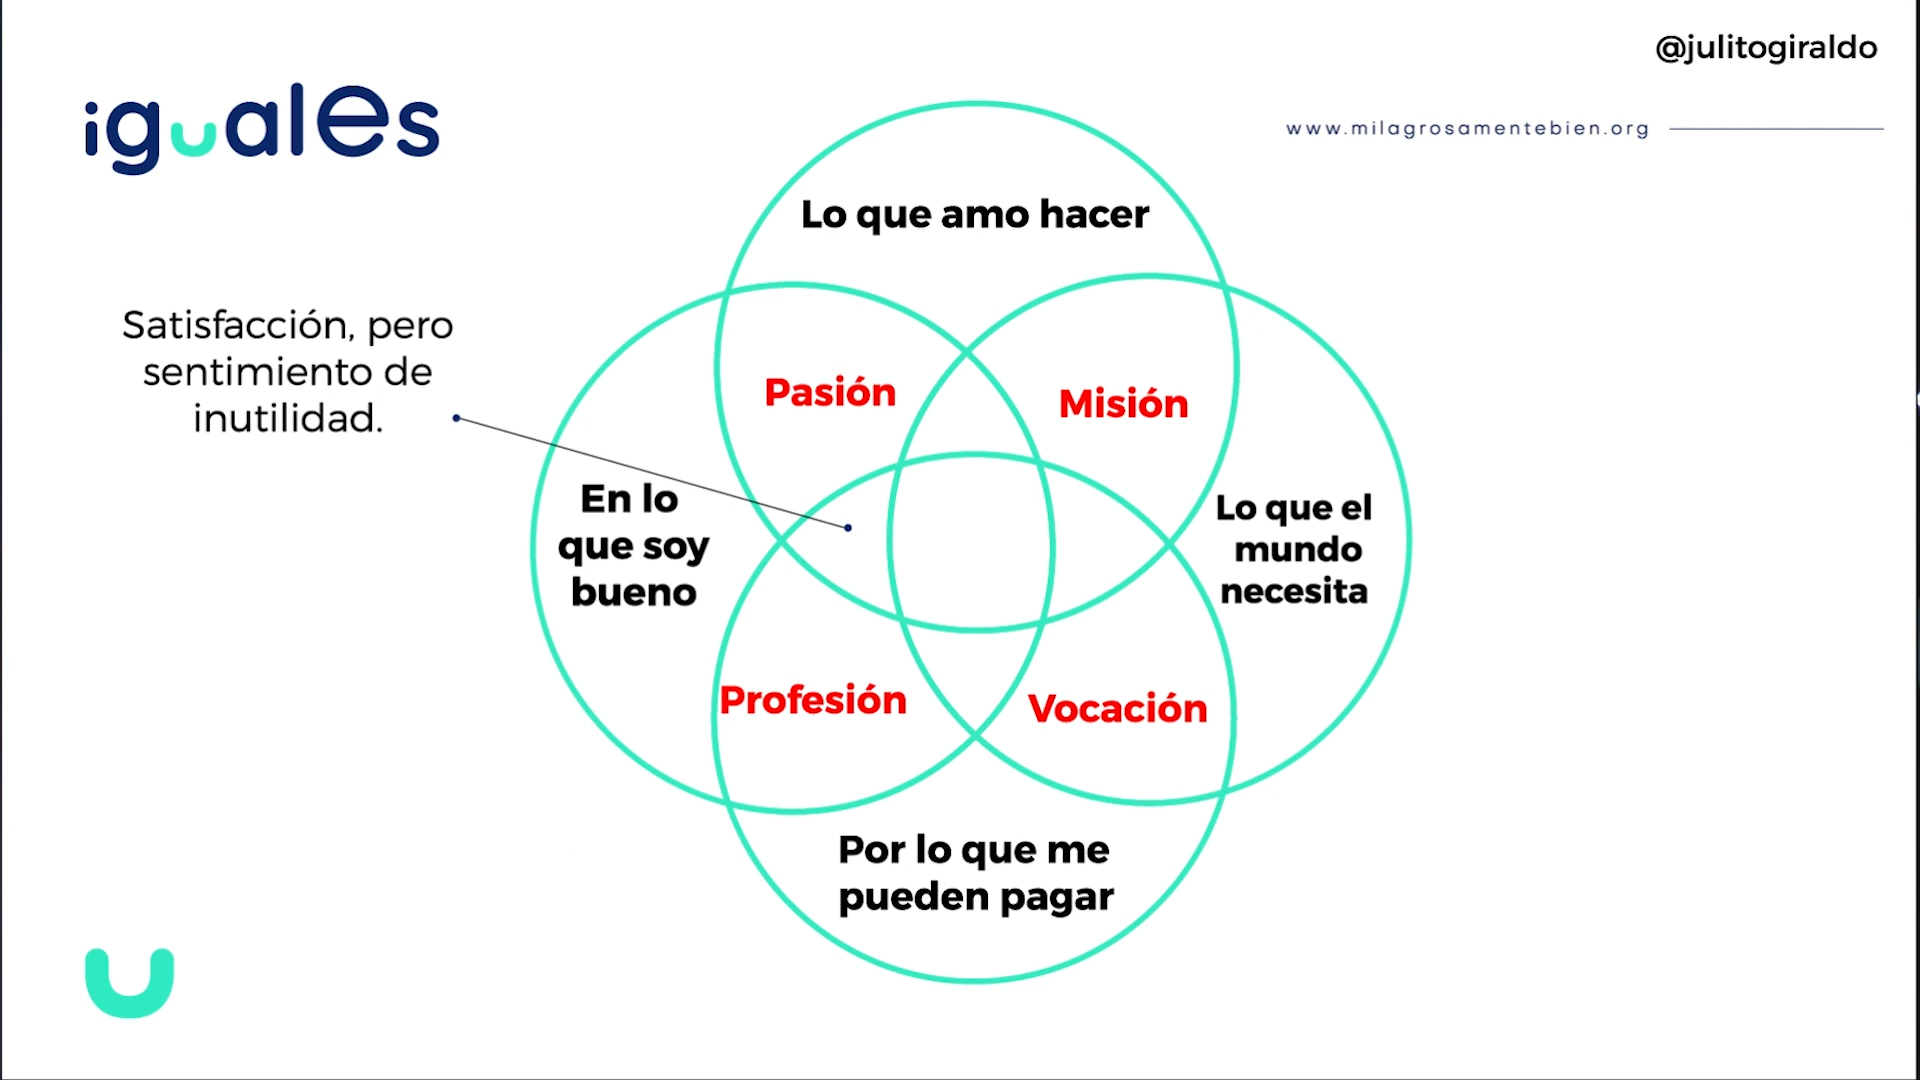 @julitogiraldo
iguales
www.milagrosamentebien.org
Lo que amo hacer
Satisfacción, pero
sentimiento de
inutilidad.
Pasión
Misión
En lo
que soy
bueno
Lo que el
mundo
necesita
Profesión
Vocación
Por lo que me
pueden pagar